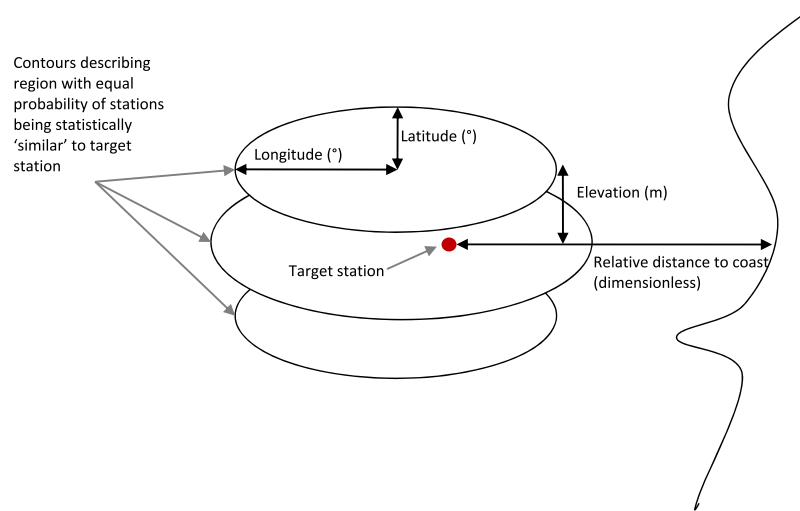 Contours describing
region with equal
probability of stations
being statistically
‘similar’ to target
station
Latitude (°)
Longitude (°)
Elevation (m)
Target station
Relative distance to coast
(dimensionless)